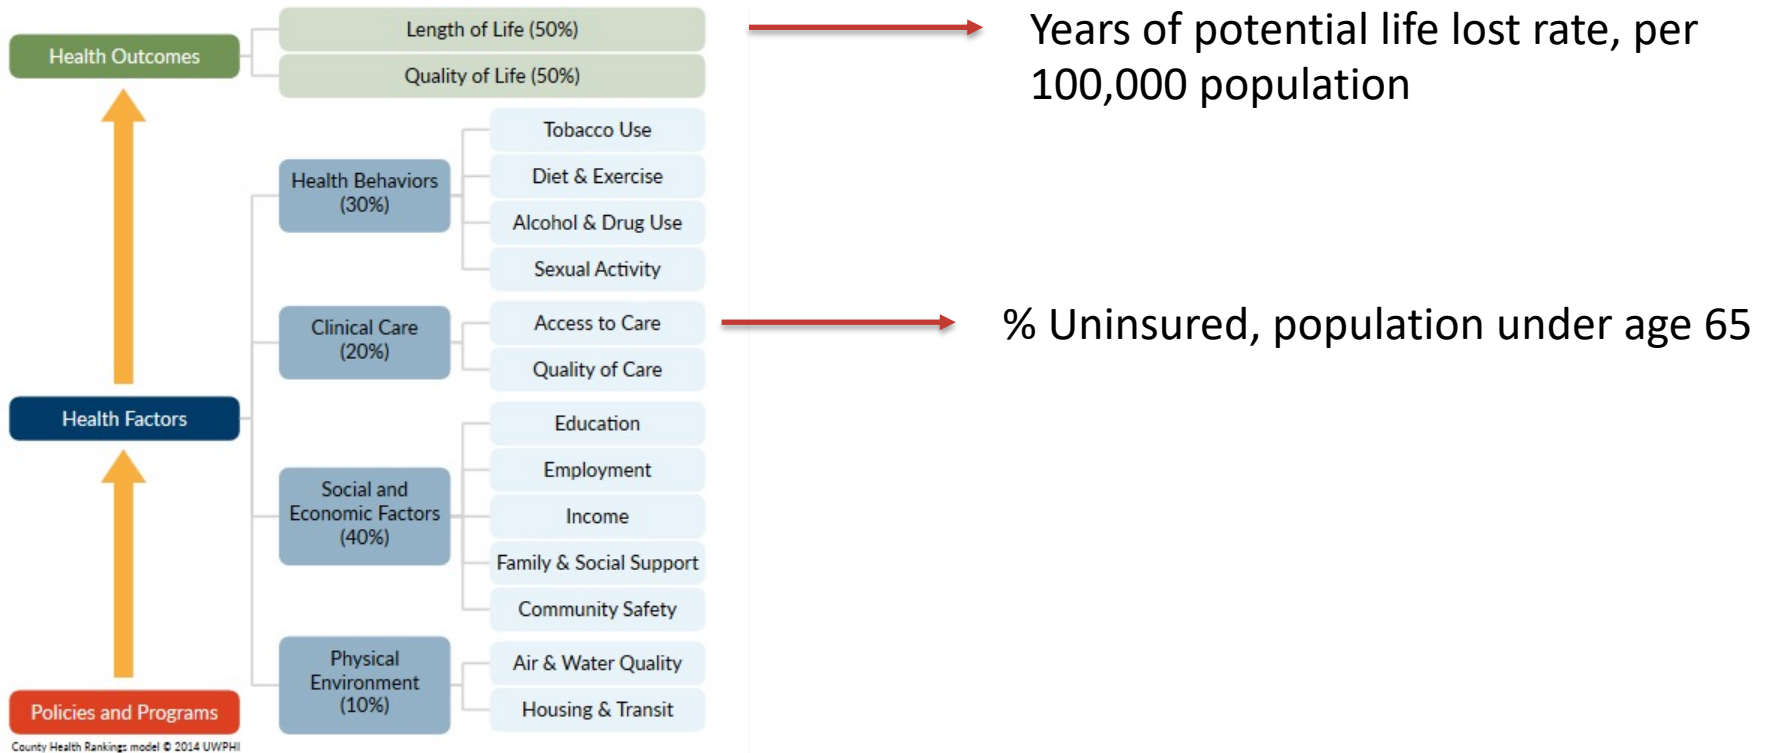 Health Outcomes
Length of Life (50%)
Quality of Life (50%)
Years of potential life lost rate, per
100,000 population
Health Factors
Health Behaviors
(30%)
Tobacco Use
Diet & Exercise
Alcohol & Drug Use
Sexual Activity
Clinical Care
(20%)
Access to Care
Quality of Care
% Uninsured, population under age 65
Social and
Economic Factors
(40%)
Education
Employment
Income
Family & Social Support
Community Safety
Physical
Environment
(10%)
Air & Water Quality
Housing & Transit
Policies and Programs
County Health Rankings model © 2014 UWPHI